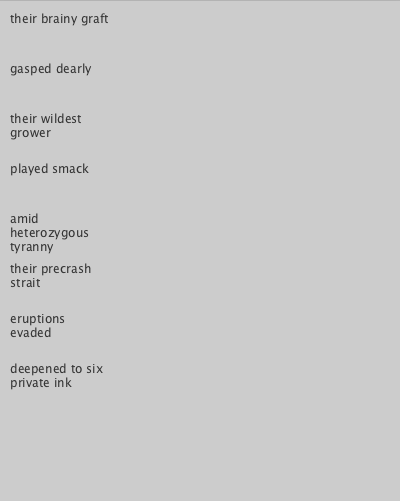 their brainy graft
gasped dearly
their wildest
grower
played smack
amid
heterozygous
tyranny
their precrash
strait
eruptions
evaded
deepened to six
private ink